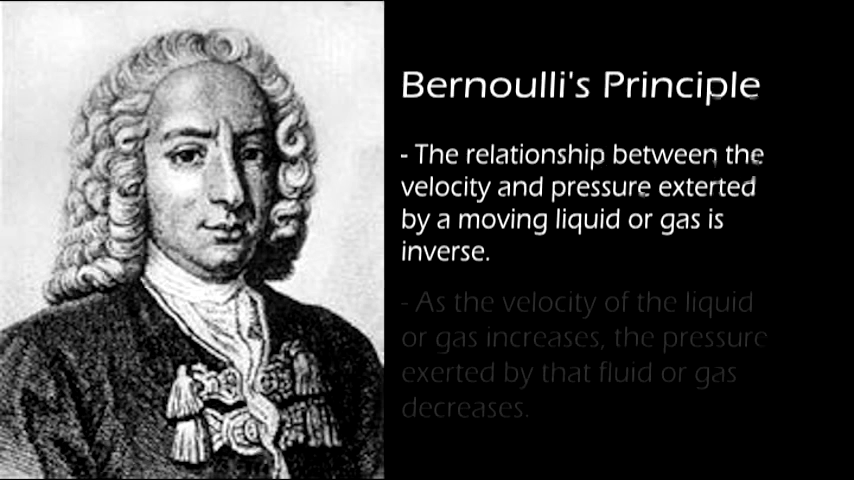 Bernoulli's Principle
- The relationship between the
velocity and pressure exterted
by a moving liquid or gas is
inverse.
- As the velocity of the liquid
or gas increases, the pressure
exerted by that fluid or gas
decreases.